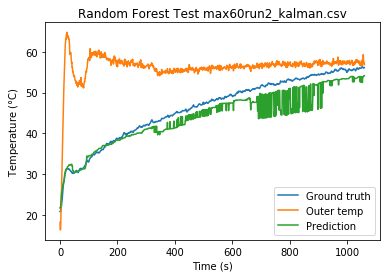 Random Forest Test max60run2_kalman.csv
Temperature (°C)
60
50
40
30
20
Ground truth
Outer temp
Prediction
0 200 400 600 800 1000
Time (s)